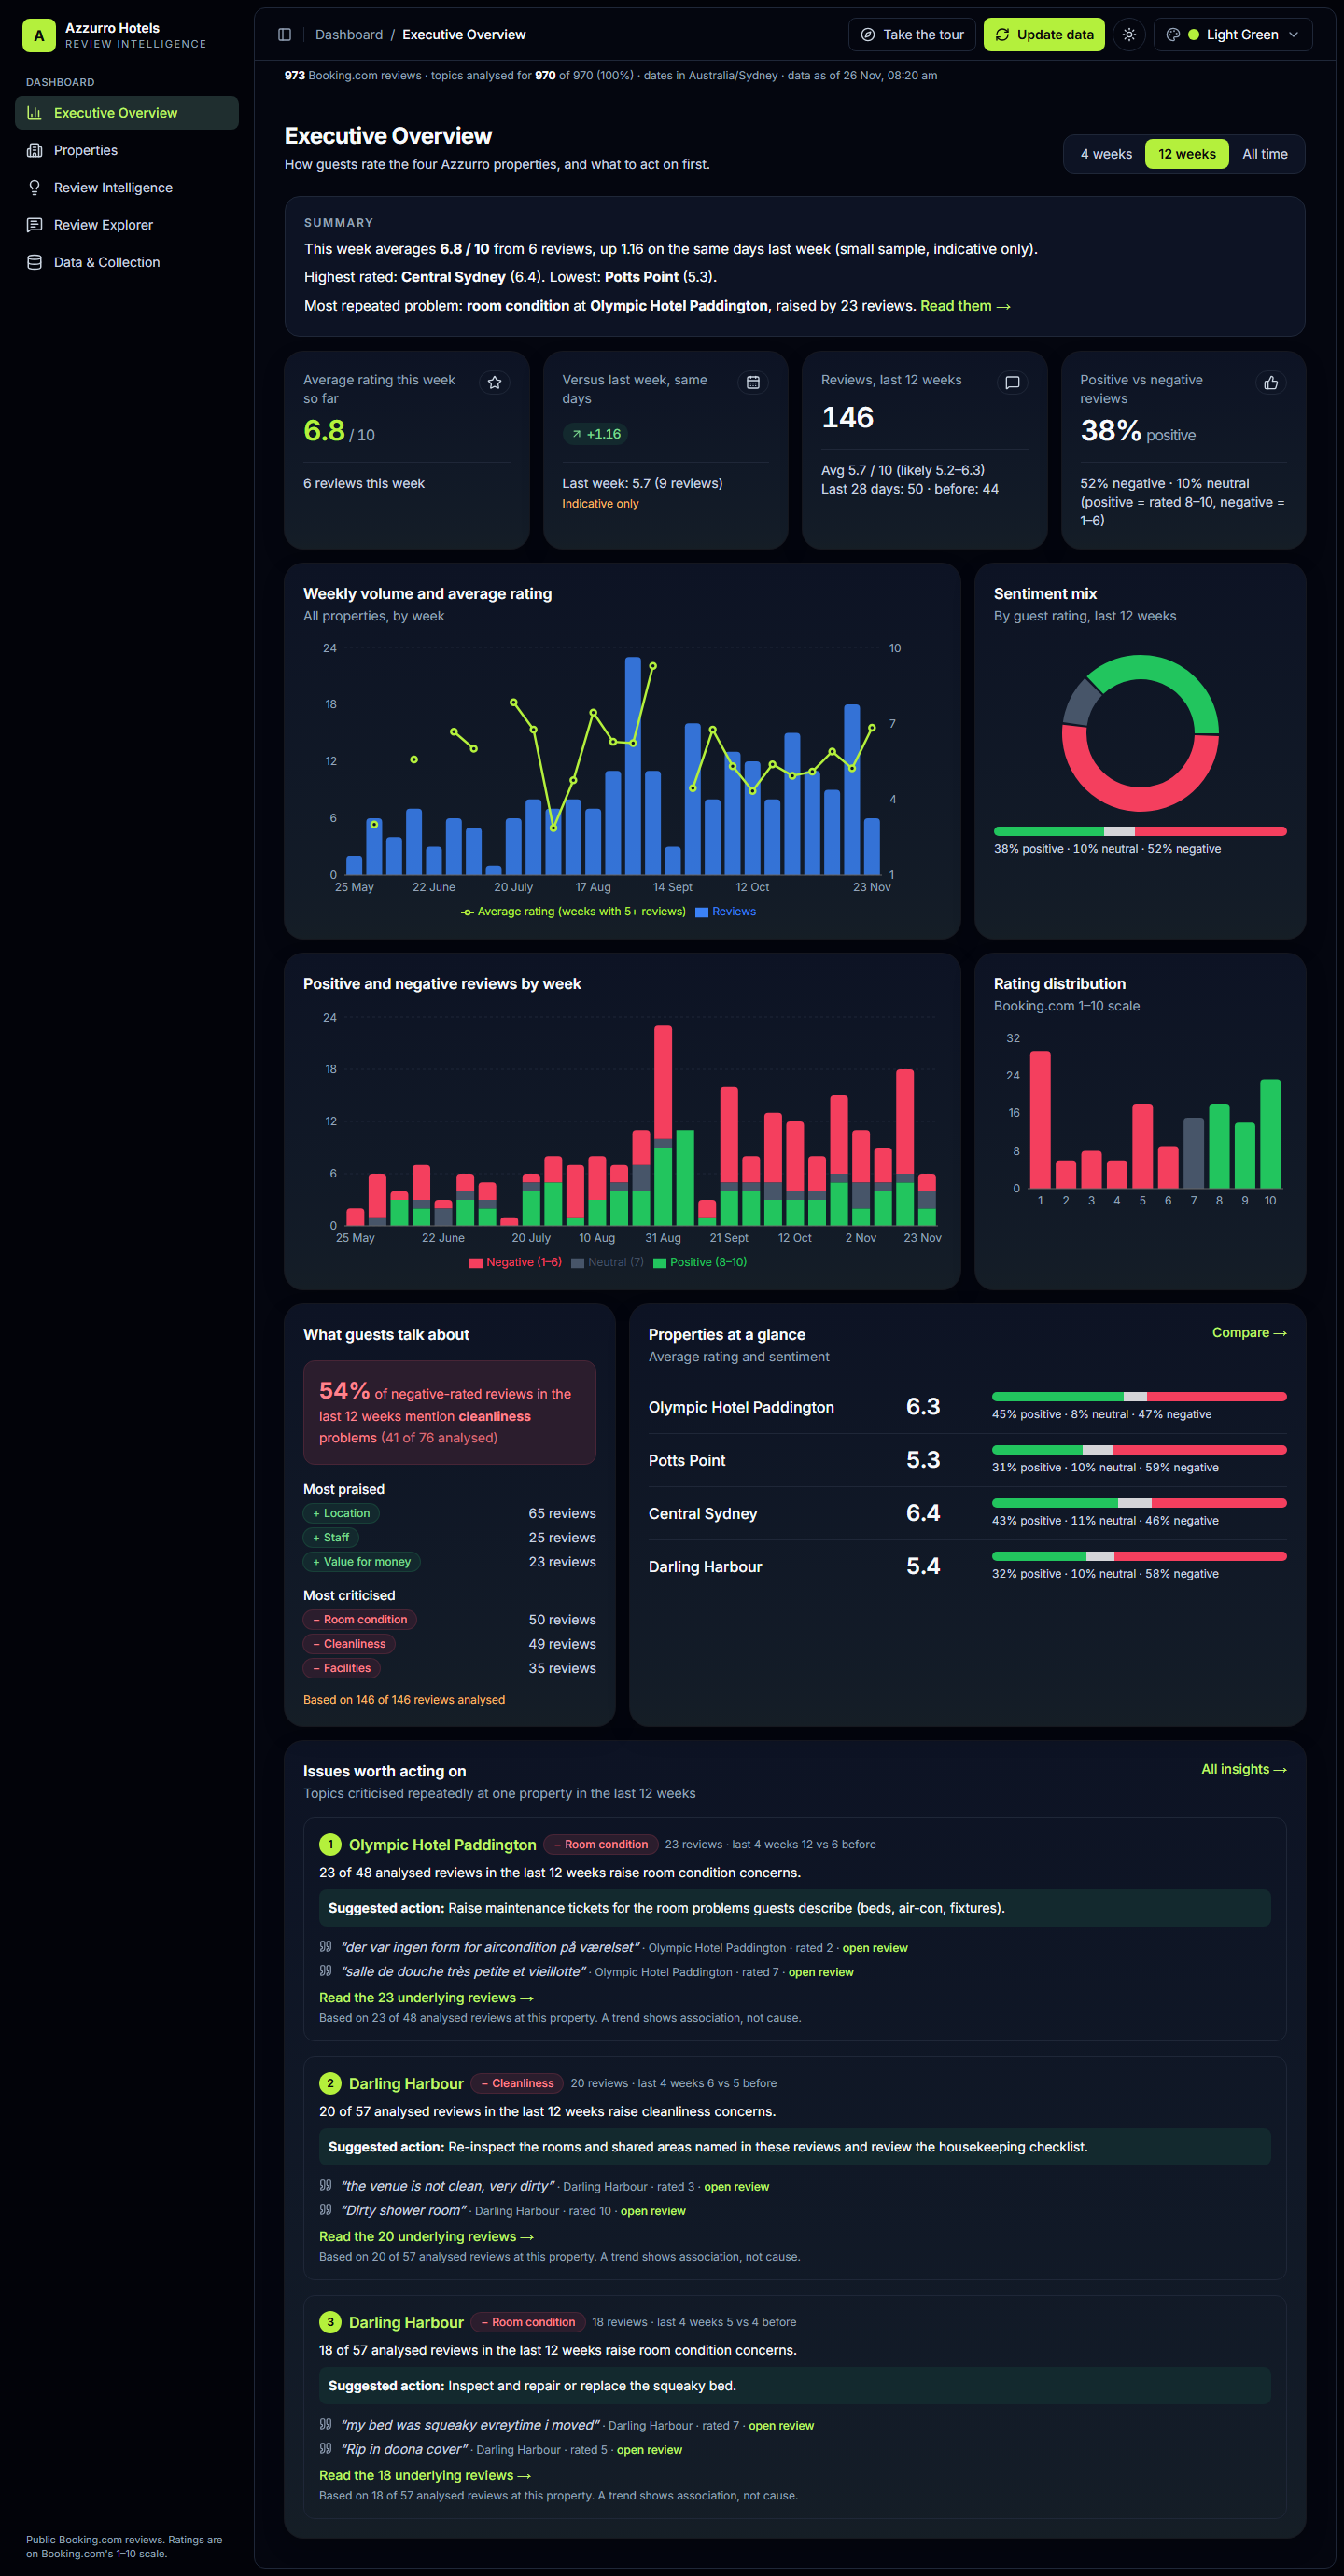 A
Azzurro Hotels
REVIEW INTELLIGENCE
DASHBOARD
Executive Overview
Properties
Review Intelligence
Review Explorer
Data & Collection
Public Booking.com reviews. Ratings are
on Booking.com's 1–10 scale.
Dashboard / Executive Overview
Take the tour
Update data
Light Green
973 Booking.com reviews · topics analysed for 970 of 970 (100%) · dates in Australia/Sydney · data as of 26 Nov, 08:20 am
Executive Overview
How guests rate the four Azzurro properties, and what to act on first.
4 weeks
12 weeks
All time
SUMMARY
This week averages 6.8 / 10 from 6 reviews, up 1.16 on the same days last week (small sample, indicative only).
Highest rated: Central Sydney (6.4). Lowest: Potts Point (5.3).
Most repeated problem: room condition at Olympic Hotel Paddington, raised by 23 reviews. Read them →
Average rating this week
so far
6.8 / 10
6 reviews this week
Versus last week, same
days
+1.16
Last week: 5.7 (9 reviews)
Indicative only
Reviews, last 12 weeks
146
Avg 5.7 / 10 (likely 5.2–6.3)
Last 28 days: 50 · before: 44
Positive vs negative
reviews
38% positive
52% negative · 10% neutral
(positive = rated 8–10, negative =
1–6)
Weekly volume and average rating
All properties, by week
24
18
12
6
0
10
7
4
1
25 May
22 June
20 July
17 Aug
14 Sept
12 Oct
23 Nov
Average rating (weeks with 5+ reviews)
Reviews
Sentiment mix
By guest rating, last 12 weeks
38% positive · 10% neutral · 52% negative
Positive and negative reviews by week
24
18
12
6
0
25 May
22 June
20 July
10 Aug
31 Aug
21 Sept
12 Oct
2 Nov
23 Nov
Negative (1–6)
Neutral (7)
Positive (8–10)
Rating distribution
Booking.com 1–10 scale
32
24
16
8
0
1
2
3
4
5
6
7
8
9
10
What guests talk about
54% of negative-rated reviews in the
last 12 weeks mention cleanliness
problems (41 of 76 analysed)
Most praised
+ Location 65 reviews
+ Staff 25 reviews
+ Value for money 23 reviews
Most criticised
− Room condition 50 reviews
− Cleanliness 49 reviews
− Facilities 35 reviews
Based on 146 of 146 reviews analysed
Properties at a glance
Compare →
Average rating and sentiment
Olympic Hotel Paddington 6.3
45% positive · 8% neutral · 47% negative
Potts Point 5.3
31% positive · 10% neutral · 59% negative
Central Sydney 6.4
43% positive · 11% neutral · 46% negative
Darling Harbour 5.4
32% positive · 10% neutral · 58% negative
Issues worth acting on
All insights →
Topics criticised repeatedly at one property in the last 12 weeks
1 Olympic Hotel Paddington − Room condition 23 reviews · last 4 weeks 12 vs 6 before
23 of 48 analysed reviews in the last 12 weeks raise room condition concerns.
Suggested action: Raise maintenance tickets for the room problems guests describe (beds, air-con, fixtures).
“der var ingen form for aircondition på værelset” · Olympic Hotel Paddington · rated 2 · open review
“salle de douche très petite et vieillotte” · Olympic Hotel Paddington · rated 7 · open review
Read the 23 underlying reviews →
Based on 23 of 48 analysed reviews at this property. A trend shows association, not cause.
2 Darling Harbour − Cleanliness 20 reviews · last 4 weeks 6 vs 5 before
20 of 57 analysed reviews in the last 12 weeks raise cleanliness concerns.
Suggested action: Re-inspect the rooms and shared areas named in these reviews and review the housekeeping checklist.
“the venue is not clean, very dirty” · Darling Harbour · rated 3 · open review
“Dirty shower room” · Darling Harbour · rated 10 · open review
Read the 20 underlying reviews →
Based on 20 of 57 analysed reviews at this property. A trend shows association, not cause.
3 Darling Harbour − Room condition 18 reviews · last 4 weeks 5 vs 4 before
18 of 57 analysed reviews in the last 12 weeks raise room condition concerns.
Suggested action: Inspect and repair or replace the squeaky bed.
“my bed was squeaky evreytime i moved” · Darling Harbour · rated 7 · open review
“Rip in doona cover” · Darling Harbour · rated 5 · open review
Read the 18 underlying reviews →
Based on 18 of 57 analysed reviews at this property. A trend shows association, not cause.